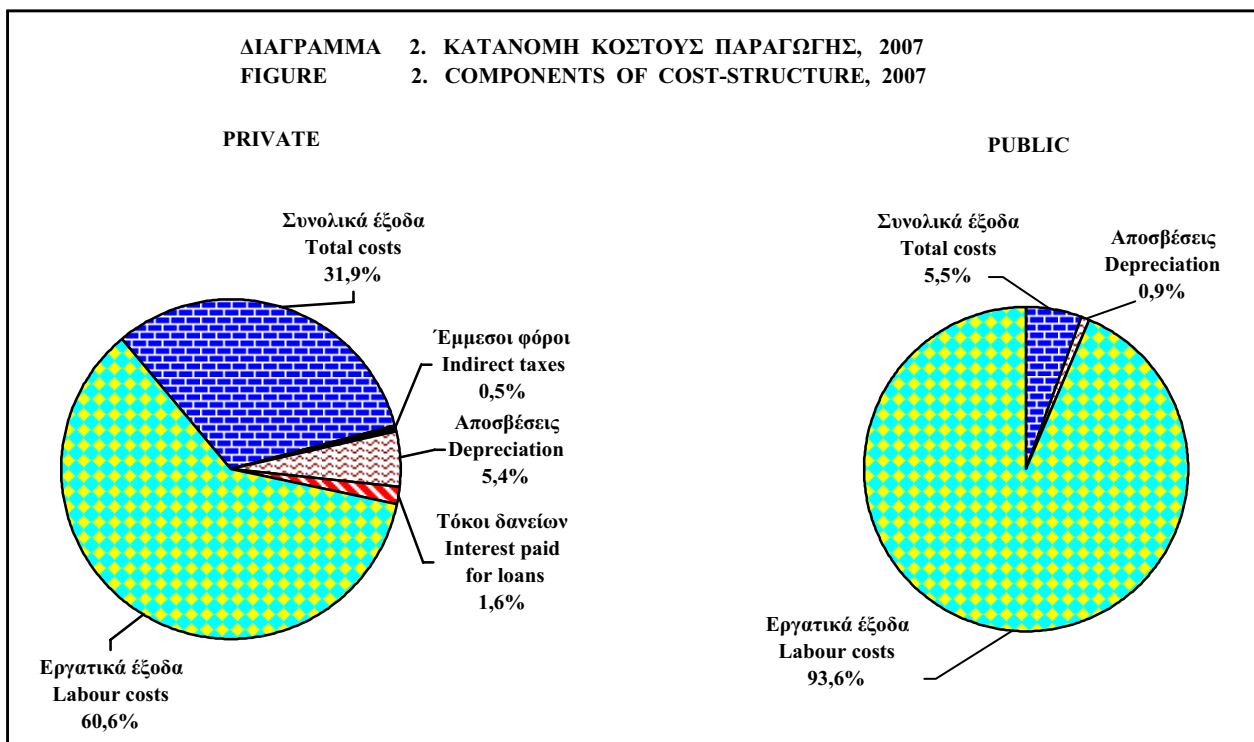 ΔΙΑΓΡΑΜΜΑ 2. ΚΑΤΑΝΟΜΗ ΚΟΣΤΟΥΣ ΠΑΡΑΓΩΓΗΣ, 2007
FIGURE 2. COMPONENTS OF COST-STRUCTURE, 2007
PRIVATE
Συνολικά έξοδα
Total costs
31,9%
Έμμεσοι φόροι
Indirect taxes
0,5%
Αποσβέσεις
Depreciation
5,4%
Τόκοι δανείων
Interest paid
for loans
1,6%
Εργατικά έξοδα
Labour costs
60,6%
PUBLIC
Συνολικά έξοδα
Total costs
5,5%
Αποσβέσεις
Depreciation
0,9%
Εργατικά έξοδα
Labour costs
93,6%